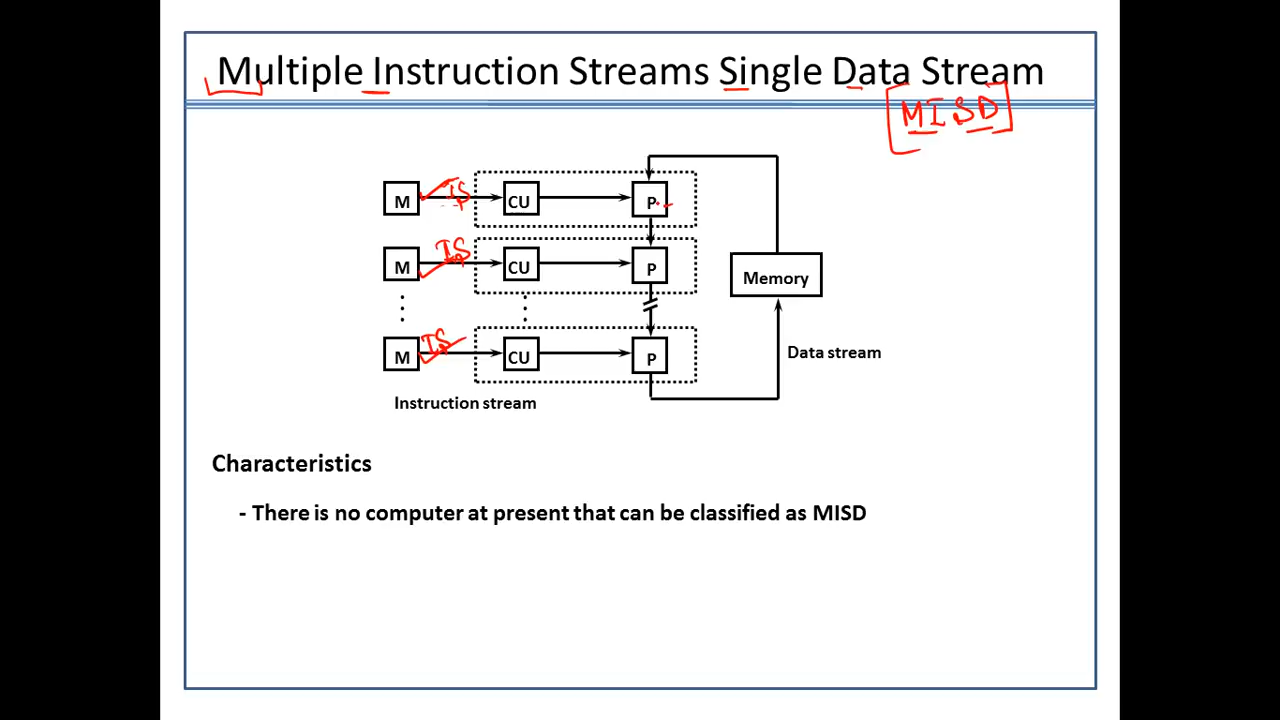 Multiple Instruction Streams Single Data Stream
[MISD]
M IS CU P
M IS CU P
Memory
M IS CU P
Data stream
Instruction stream
Characteristics
- There is no computer at present that can be classified as MISD